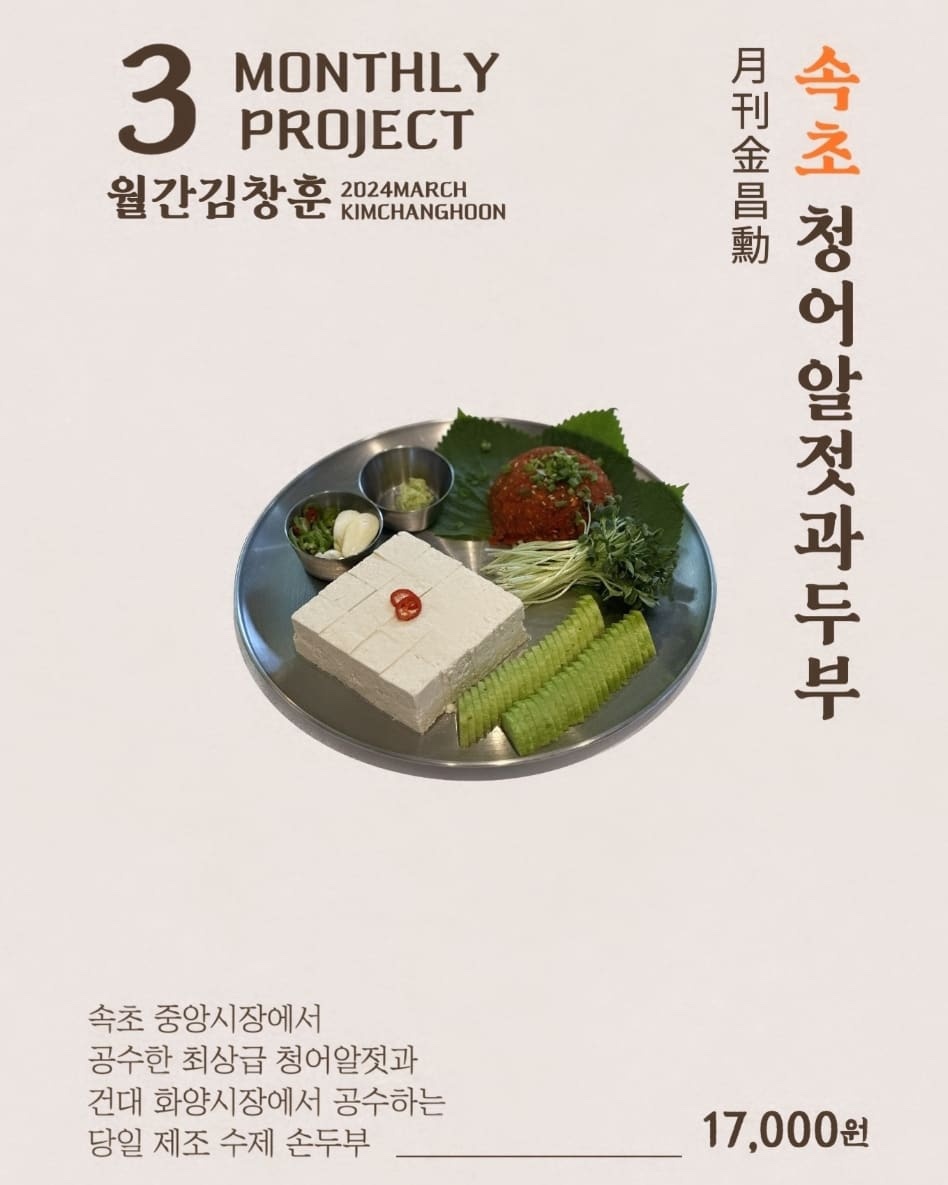 3 MONTHLY
PROJECT
월간김창훈 2024MARCH
KIMCHANGHOON
月刊金昌勳
속초 청어알젓과두부
속초 중앙시장에서
공수한 최상급 청어알젓과
건대 화양시장에서 공수하는
당일 제조 수제 손두부
17,000원